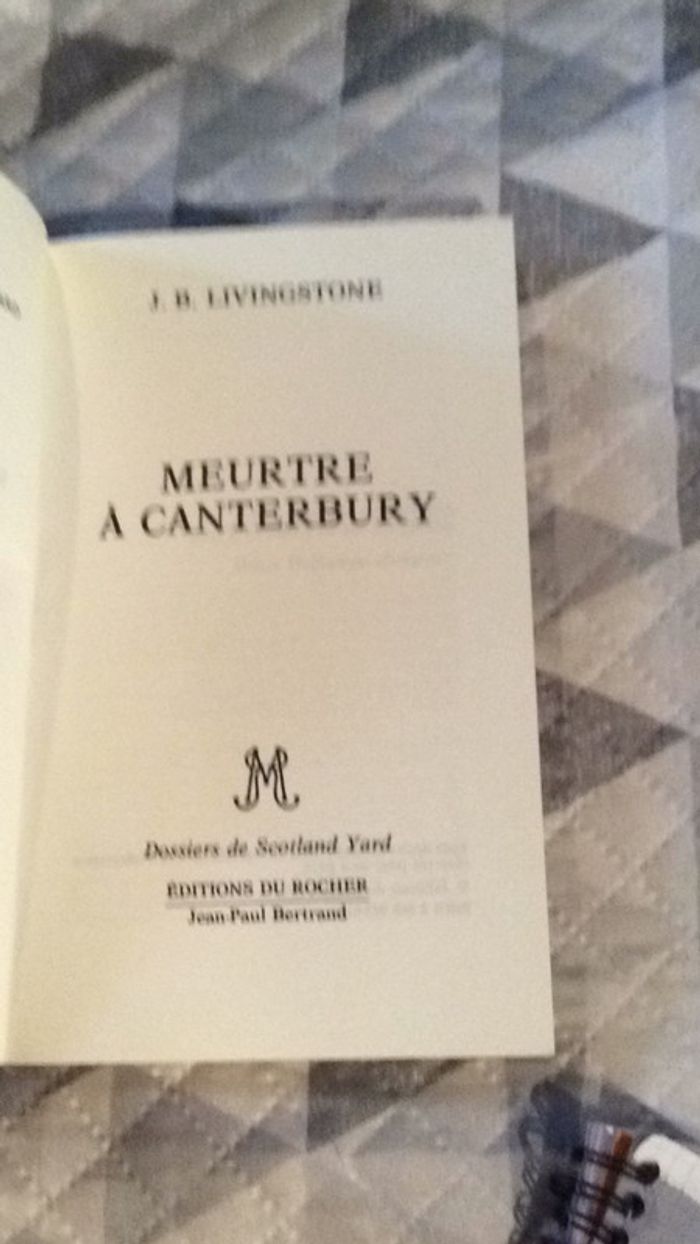 J. B. LIVINGSTONE
MEURTRE
À CANTERBURY
M
Dossiers de Scotland Yard
ÉDITIONS DU ROCHER
Jean-Paul Bertrand